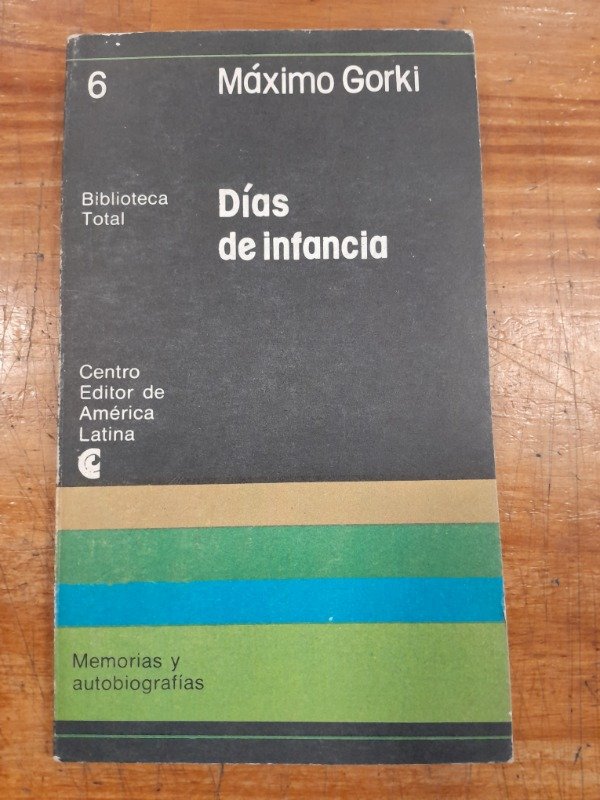 6
Máximo Gorki
Biblioteca
Total
Días
de infancia
Centro
Editor de
América
Latina
Memorias y
autobiografías